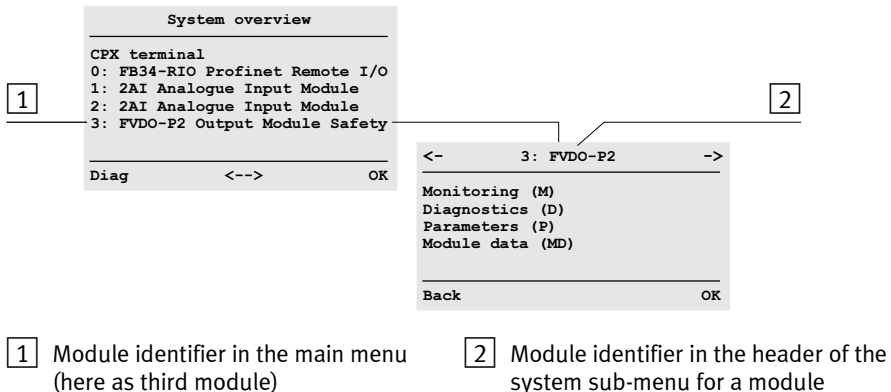 System overview
CPX terminal
0: FB34-RIO Profinet Remote I/O
1: 2AI Analogue Input Module
2: 2AI Analogue Input Module
3: FVDO-P2 Output Module Safety
Diag <--> OK
1
2
<- 3: FVDO-P2 ->
Monitoring (M)
Diagnostics (D)
Parameters (P)
Module data (MD)
Back OK
1 Module identifier in the main menu
(here as third module)
2 Module identifier in the header of the
system sub-menu for a module